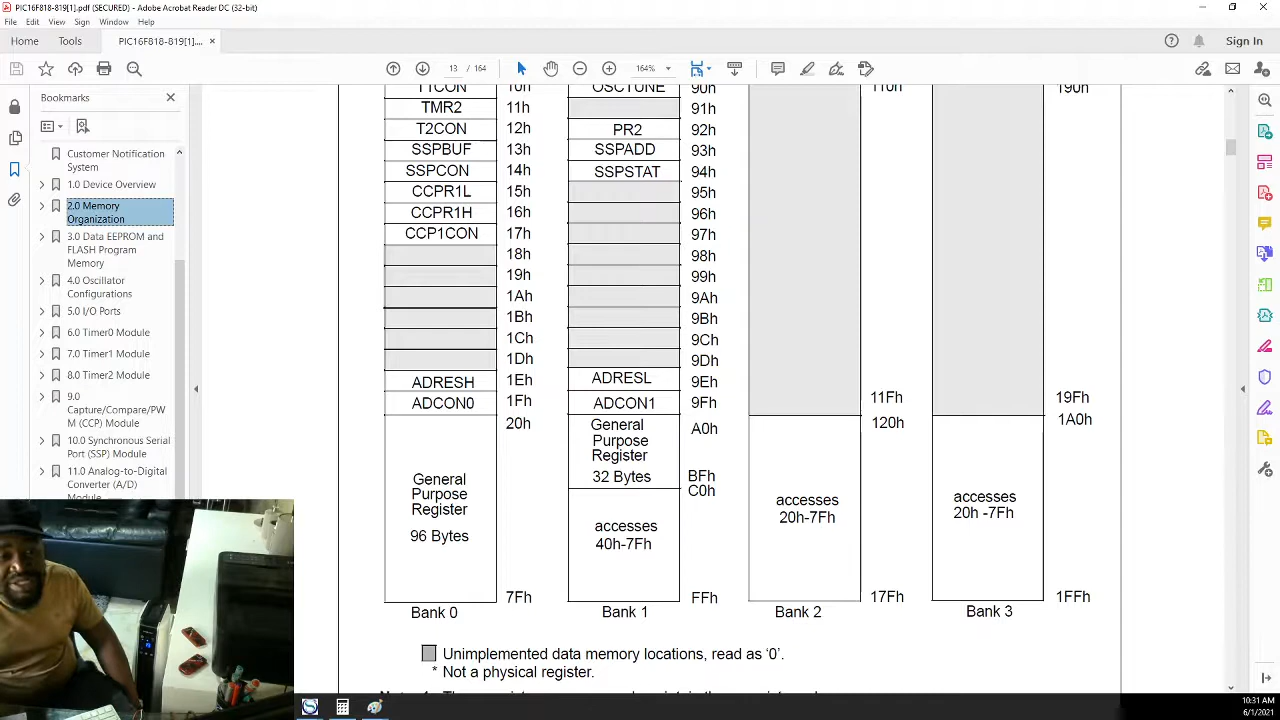 PIC16F818-819[1].pdf (SECURED) - Adobe Acrobat Reader DC (32-bit)
File Edit View Sign Window Help
Home Tools PIC16F818-819[1].... × Sign In
13 / 164 164%
Bookmarks
Customer Notification
System
1.0 Device Overview
2.0 Memory
Organization
3.0 Data EEPROM and
FLASH Program
Memory
4.0 Oscillator
Configurations
5.0 I/O Ports
6.0 Timer0 Module
7.0 Timer1 Module
8.0 Timer2 Module
9.0
Capture/Compare/PW
M (CCP) Module
10.0 Synchronous Serial
Port (SSP) Module
11.0 Analog-to-Digital
Converter (A/D)
Module
T1CON 10h OSCTUNE 90h 110h 190h
TMR2 11h 91h
T2CON 12h PR2 92h
SSPBUF 13h SSPADD 93h
SSPCON 14h SSPSTAT 94h
CCPR1L 15h 95h
CCPR1H 16h 96h
CCP1CON 17h 97h
18h 98h
19h 99h
1Ah 9Ah
1Bh 9Bh
1Ch 9Ch
1Dh 9Dh
ADRESH 1Eh ADRESL 9Eh
ADCON0 1Fh ADCON1 9Fh 11Fh 19Fh
20h A0h 120h 1A0h
General
Purpose
Register
32 Bytes BFh
C0h
General
Purpose
Register
96 Bytes
accesses
40h-7Fh
accesses
20h-7Fh
accesses
20h -7Fh
7Fh FFh 17Fh 1FFh
Bank 0 Bank 1 Bank 2 Bank 3
Unimplemented data memory locations, read as ‘0’.
* Not a physical register.
10:31 AM
6/1/2021